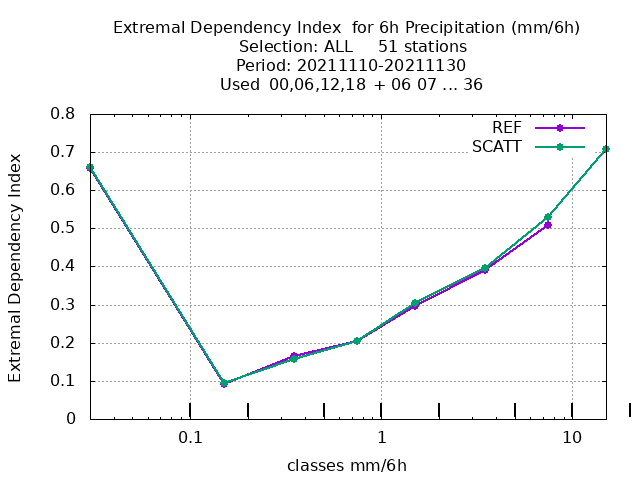 Extremal Dependency Index  for 6h Precipitation (mm/6h)
Selection: ALL     51 stations
Period: 20211110-20211130
Used  00,06,12,18  + 06 07 ... 36
REF
SCATT
0.8
0.7
0.6
0.5
0.4
0.3
0.2
0.1
0
Extremal Dependency Index
0.1 1 10
classes mm/6h